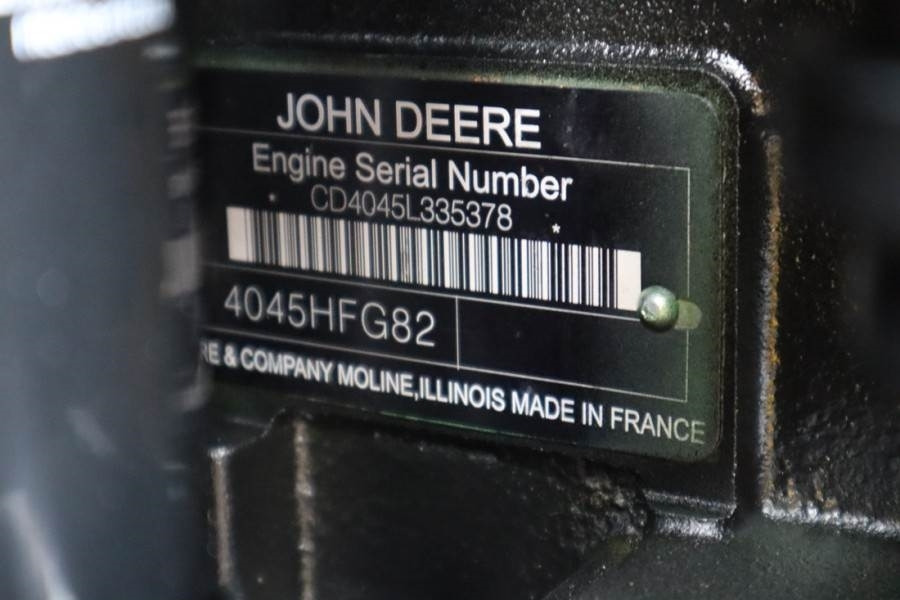 JOHN DEERE
Engine Serial Number
* CD4045L335378 *
4045HFG82
RE & COMPANY MOLINE,ILLINOIS MADE IN FRANCE